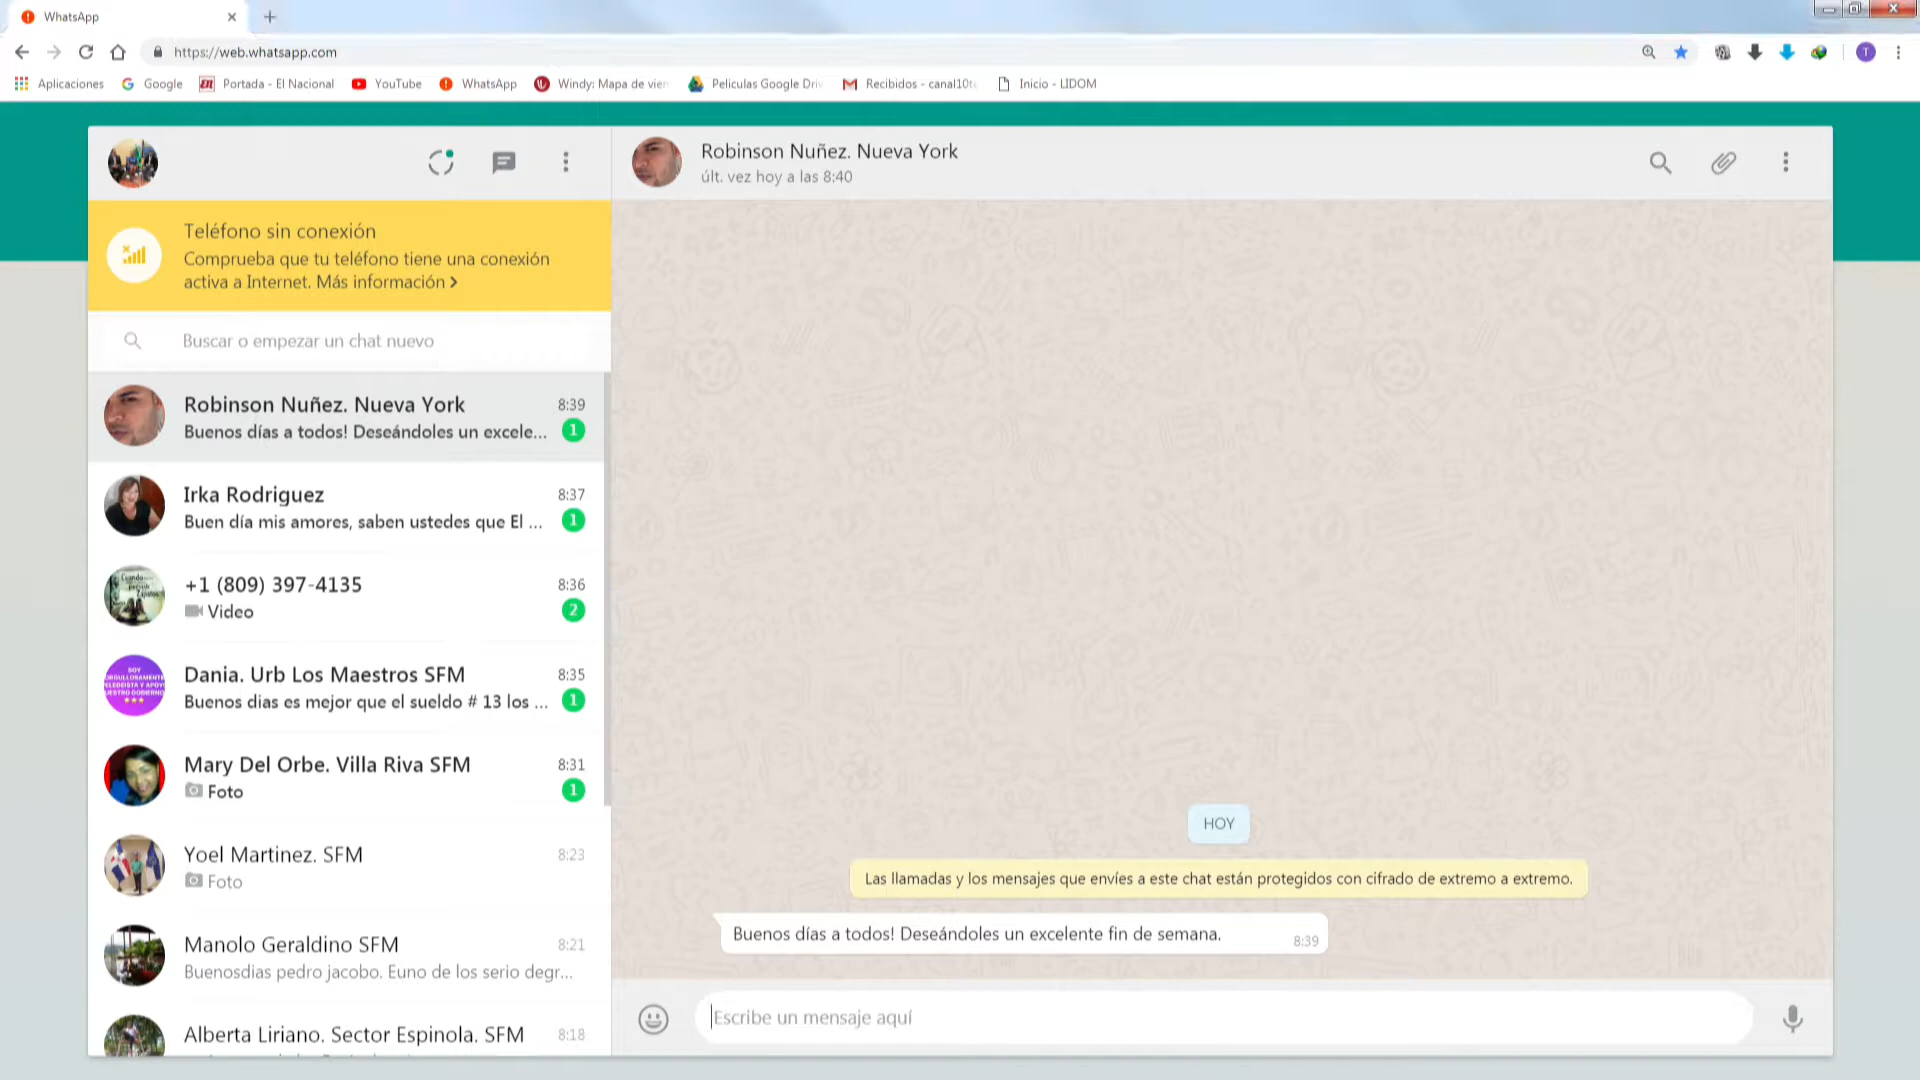 WhatsApp
https://web.whatsapp.com
T
Aplicaciones Google Portada - El Nacional YouTube WhatsApp Windy: Mapa de vien Peliculas Google Driv Recibidos - canal10t Inicio - LIDOM
Robinson Nuñez. Nueva York
últ. vez hoy a las 8:40
Teléfono sin conexión
Comprueba que tu teléfono tiene una conexión
activa a Internet. Más información >
Buscar o empezar un chat nuevo
Robinson Nuñez. Nueva York 8:39
Buenos días a todos! Deseándoles un excele... 1
Irka Rodriguez 8:37
Buen día mis amores, saben ustedes que El ... 1
+1 (809) 397-4135 8:36
Video 2
Dania. Urb Los Maestros SFM 8:35
Buenos dias es mejor que el sueldo # 13 los ... 1
Mary Del Orbe. Villa Riva SFM 8:31
Foto 1
Yoel Martinez. SFM 8:23
Foto
Manolo Geraldino SFM 8:21
Buenosdias pedro jacobo. Euno de los serio degr...
Alberta Liriano. Sector Espinola. SFM 8:18
HOY
Las llamadas y los mensajes que envíes a este chat están protegidos con cifrado de extremo a extremo.
Buenos días a todos! Deseándoles un excelente fin de semana. 8:39
Escribe un mensaje aquí